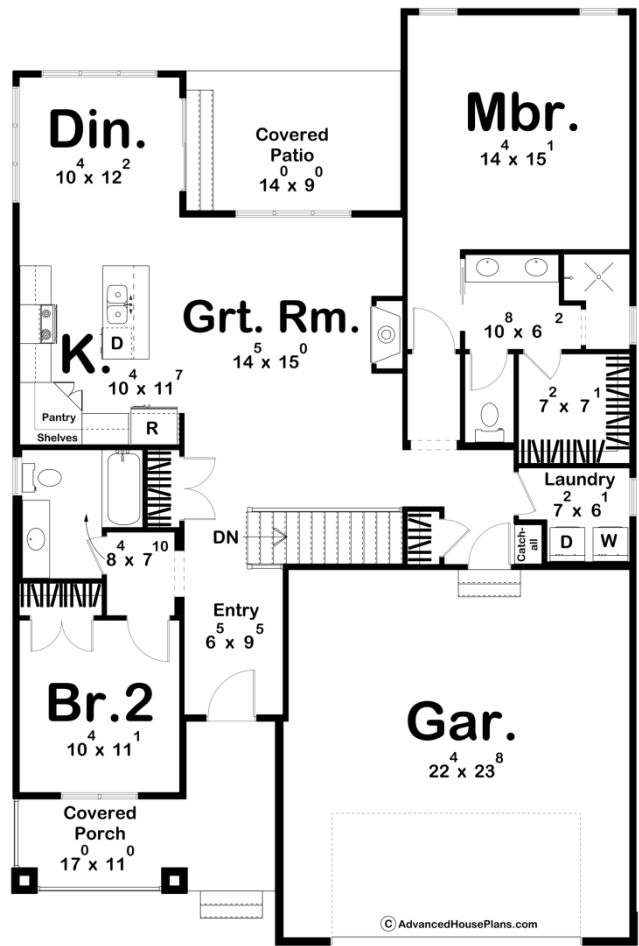 Mbr.
14⁴ x 15¹
Din.
10⁴ x 12²
Covered
Patio
14⁰ x 9⁰
Grt. Rm.
14⁵ x 15⁰
10⁸ x 6²
D
K.
10⁴ x 11⁷
Pantry
Shelves
R
7² x 7¹
Laundry
7² x 6¹
D
W
Catch-
all
DN
8⁴ x 7¹⁰
Entry
6⁵ x 9⁵
Br.2
10⁴ x 11¹
Gar.
22⁴ x 23⁸
Covered
Porch
17⁰ x 11⁰
© AdvancedHousePlans.com